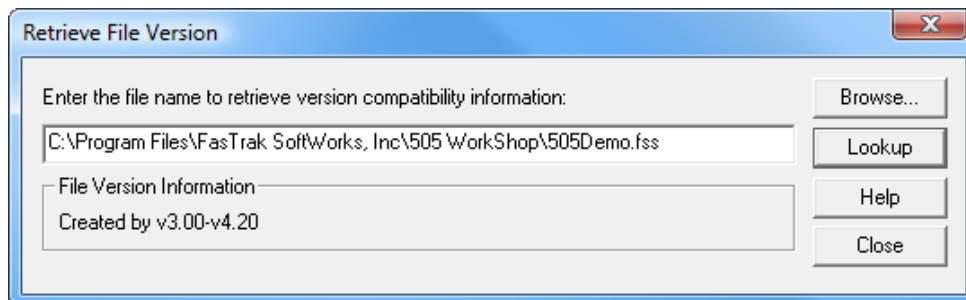 Retrieve File Version
Enter the file name to retrieve version compatibility information:
Browse...
C:\Program Files\FasTrak SoftWorks, Inc\505 WorkShop\505Demo.fss
Lookup
File Version Information
Help
Created by v3.00-v4.20
Close